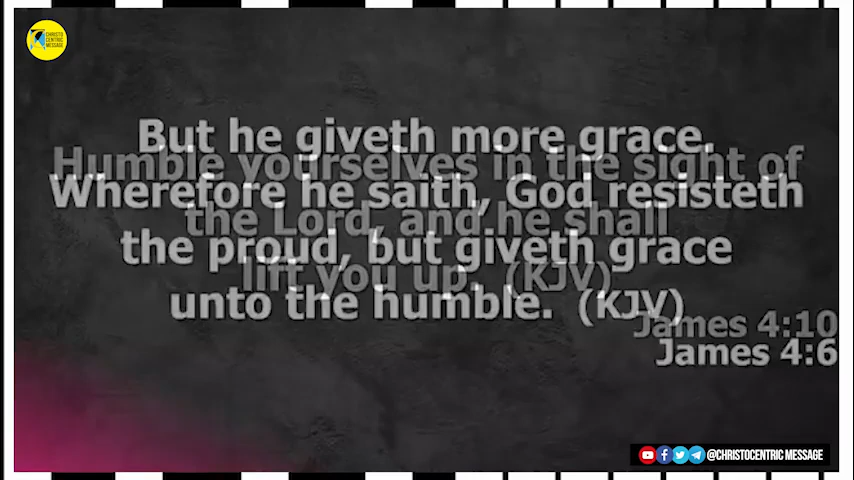 CHRISTO
CENTRIC
MESSAGE
But he giveth more grace.
Wherefore he saith, God resisteth
the proud, but giveth grace
unto the humble. (KJV)
James 4:6
Humble yourselves in the sight of
the Lord, and he shall
lift you up. (KJV)
James 4:10
@CHRISTOCENTRIC MESSAGE